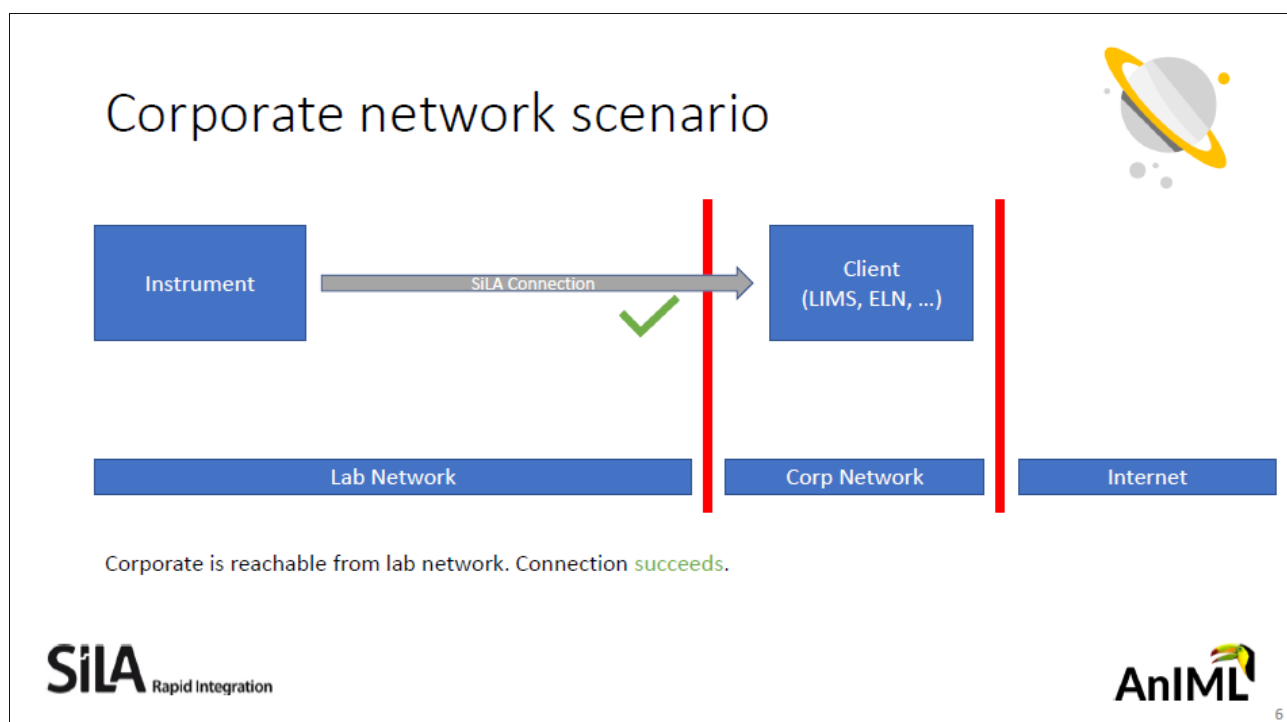 Corporate network scenario
Instrument
SiLA Connection
Client
(LIMS, ELN, ...)
Lab Network
Corp Network
Internet
Corporate is reachable from lab network. Connection succeeds.
SiLA Rapid Integration
AnIML
6